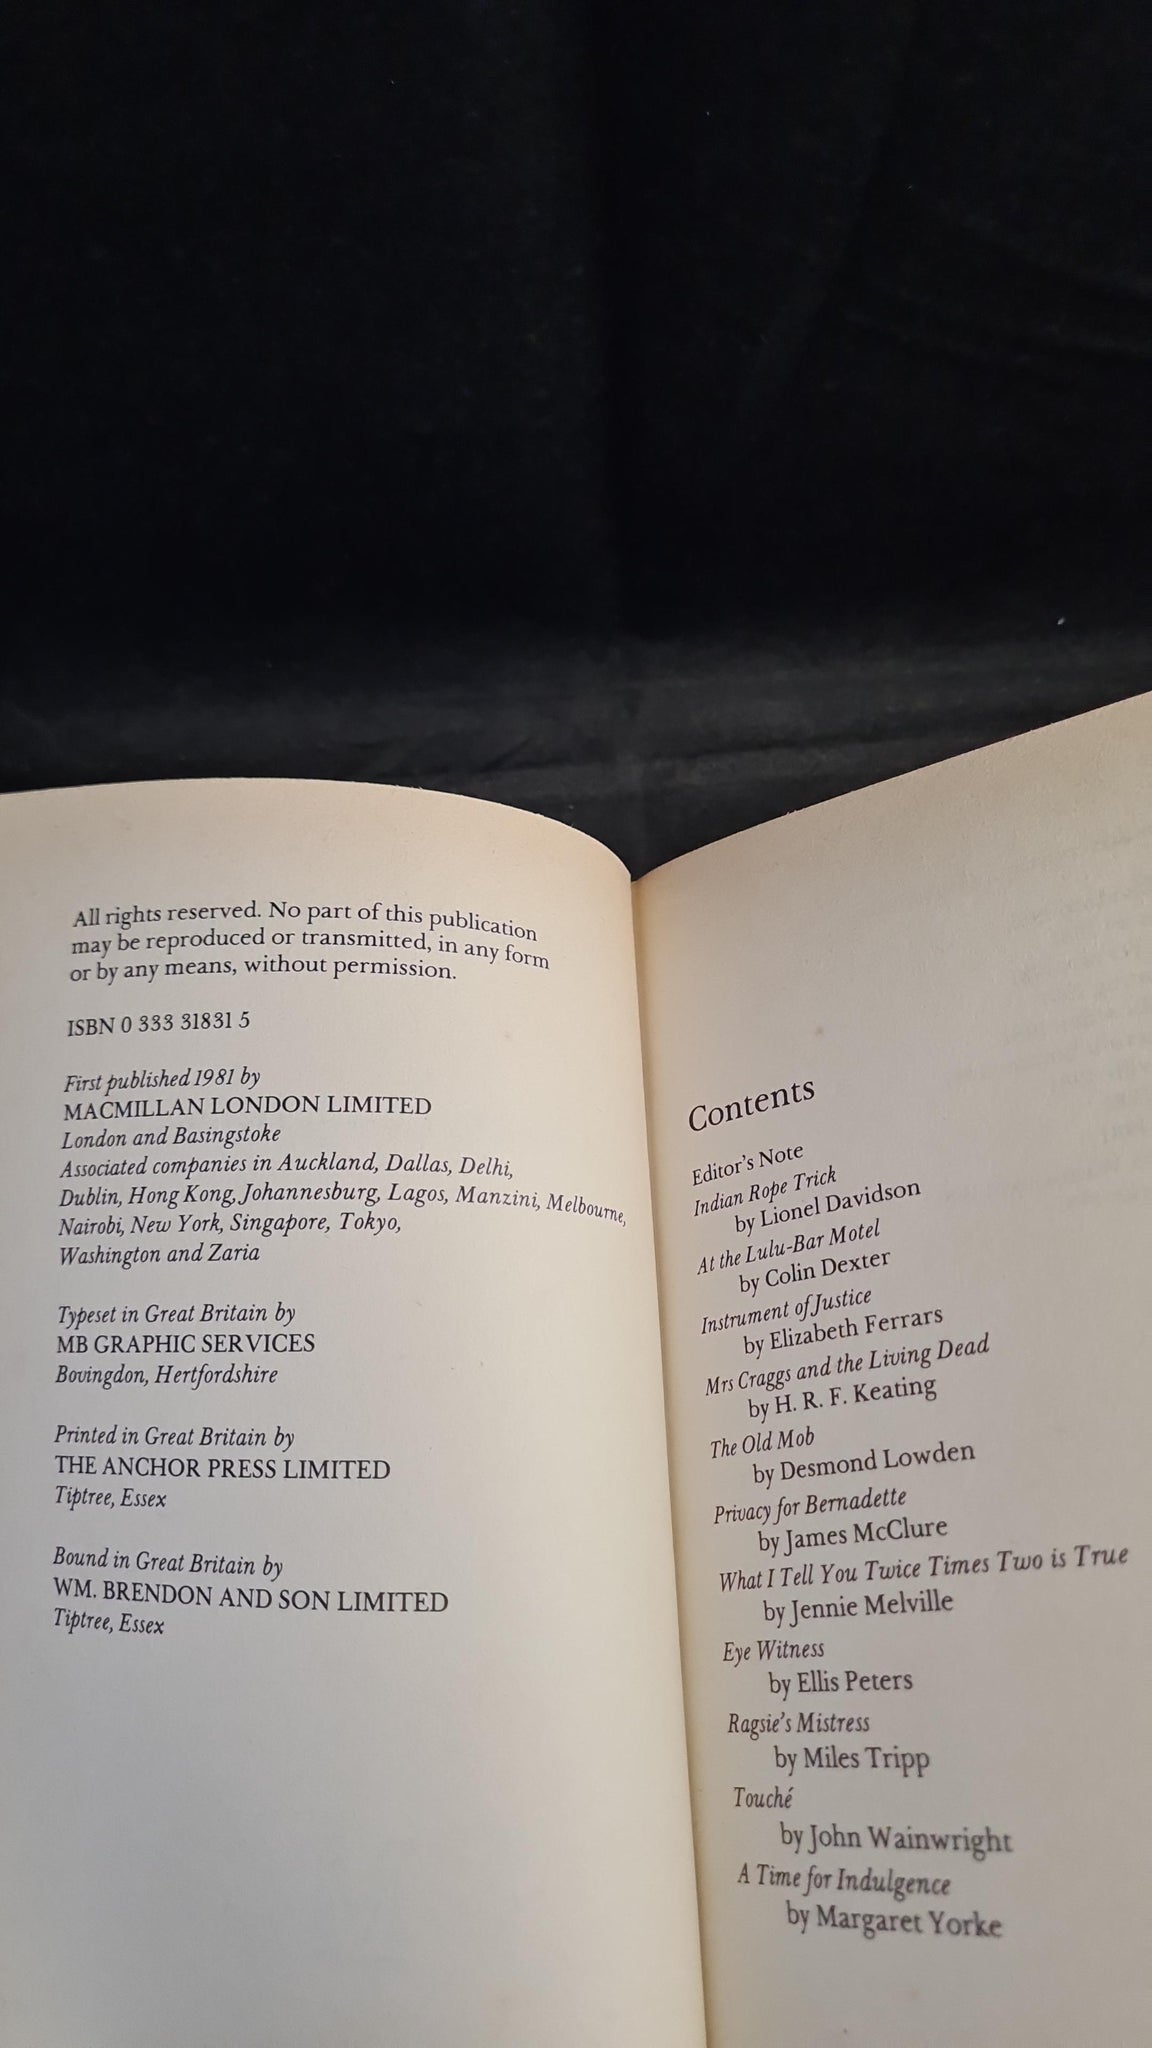 All rights reserved. No part of this publication
may be reproduced or transmitted, in any form
or by any means, without permission.
ISBN 0 333 31831 5
First published 1981 by
MACMILLAN LONDON LIMITED
London and Basingstoke
Associated companies in Auckland, Dallas, Delhi,
Dublin, Hong Kong, Johannesburg, Lagos, Manzini, Melbourne,
Nairobi, New York, Singapore, Tokyo,
Washington and Zaria
Typeset in Great Britain by
MB GRAPHIC SERVICES
Bovingdon, Hertfordshire
Printed in Great Britain by
THE ANCHOR PRESS LIMITED
Tiptree, Essex
Bound in Great Britain by
WM. BRENDON AND SON LIMITED
Tiptree, Essex
Contents
Editor's Note
Indian Rope Trick
by Lionel Davidson
At the Lulu-Bar Motel
by Colin Dexter
Instrument of Justice
by Elizabeth Ferrars
Mrs Craggs and the Living Dead
by H. R. F. Keating
The Old Mob
by Desmond Lowden
Privacy for Bernadette
by James McClure
What I Tell You Twice Times Two is True
by Jennie Melville
Eye Witness
by Ellis Peters
Ragsie's Mistress
by Miles Tripp
Touché
by John Wainwright
A Time for Indulgence
by Margaret Yorke